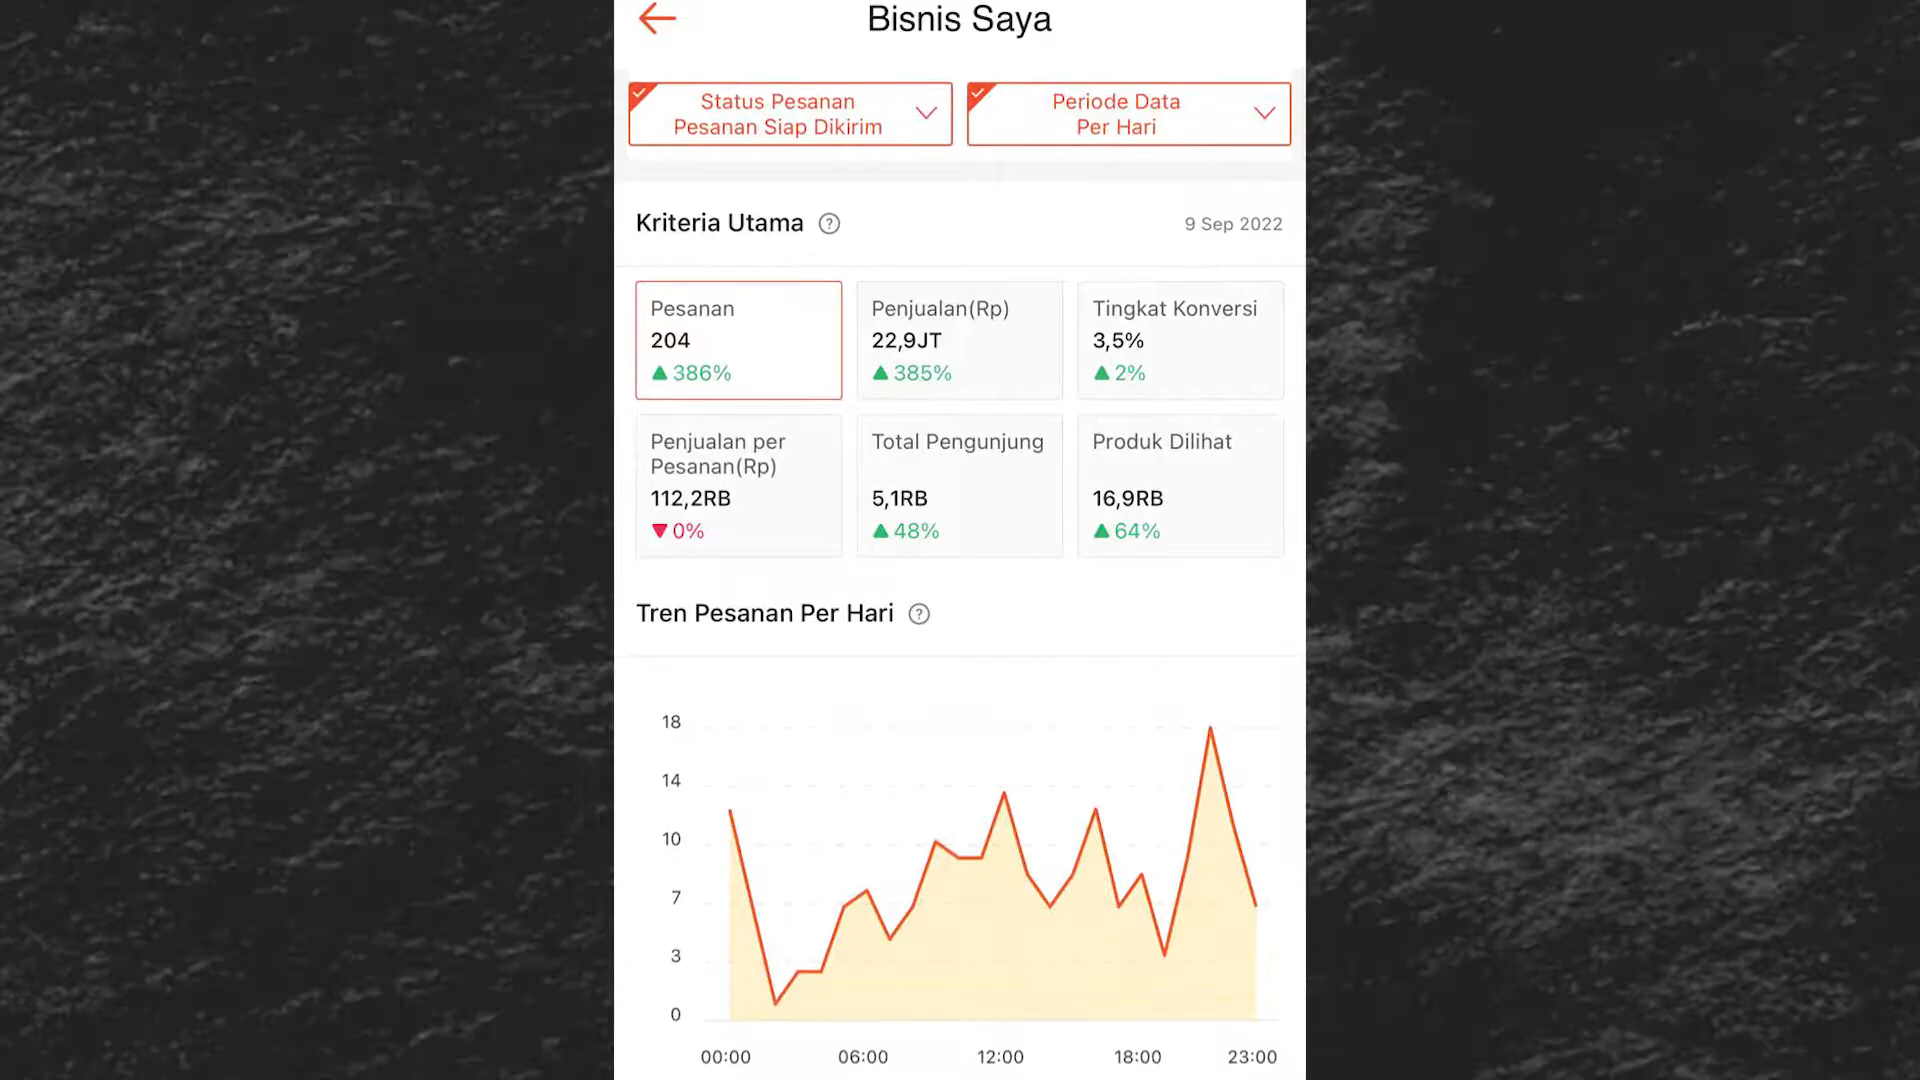 Bisnis Saya
Status Pesanan
Pesanan Siap Dikirim
Periode Data
Per Hari
Kriteria Utama ?
9 Sep 2022
Pesanan
204
386%
Penjualan(Rp)
22,9JT
385%
Tingkat Konversi
3,5%
2%
Penjualan per
Pesanan(Rp)
112,2RB
0%
Total Pengunjung
5,1RB
48%
Produk Dilihat
16,9RB
64%
Tren Pesanan Per Hari ?
18
14
10
7
3
0
00:00 06:00 12:00 18:00 23:00